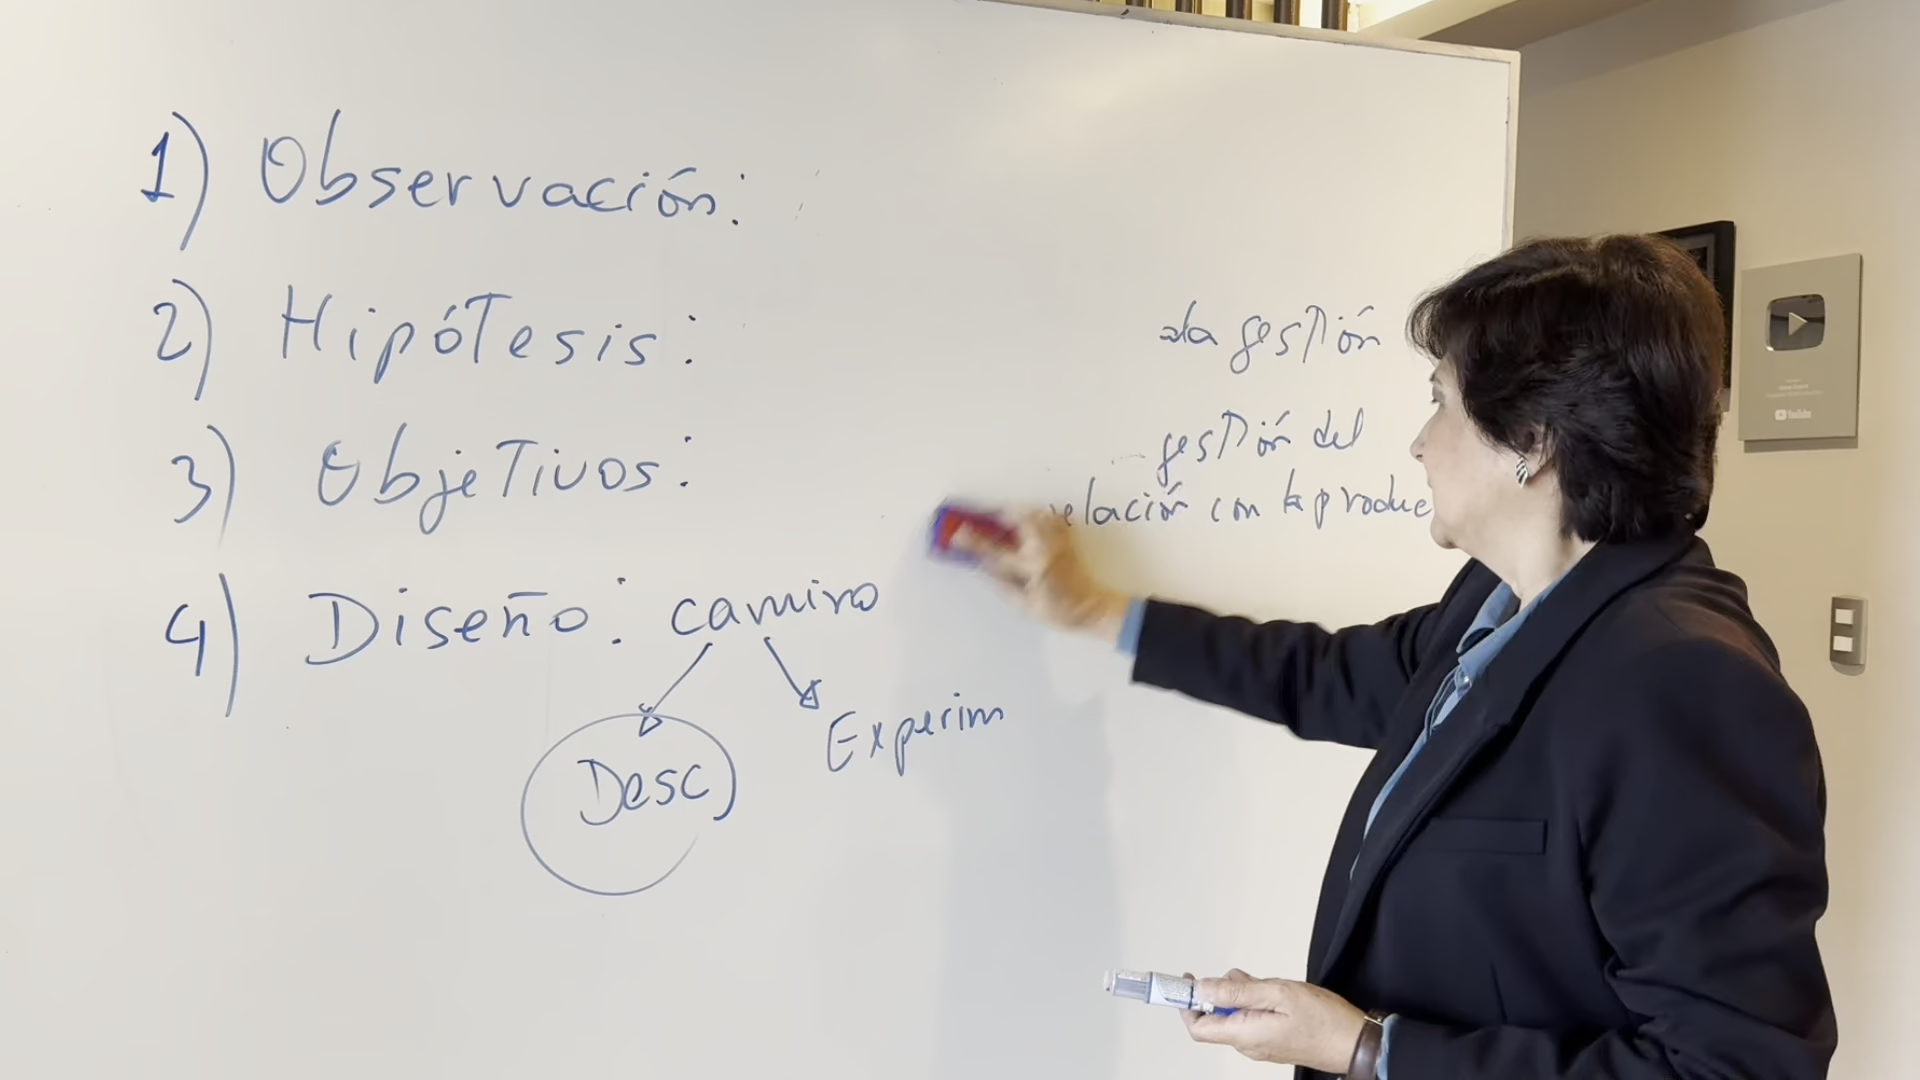 1) Observación:
2) Hipótesis:
a la gestión
3) Objetivos:
gestión del
relación con la produc
4) Diseño: camino
Desc
Experim
YouTube